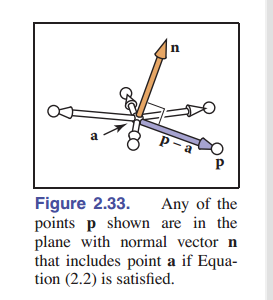 n
a
p – a
p
Figure 2.33. Any of the
points p shown are in the
plane with normal vector n
that includes point a if Equa-
tion (2.2) is satisfied.